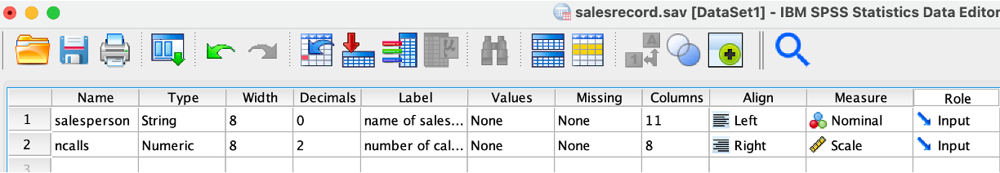 salesrecord.sav [DataSet1] - IBM SPSS Statistics Data Editor
Name Type Width Decimals Label Values Missing Columns Align Measure Role
1 salesperson String 8 0 name of sales... None None 11 Left Nominal Input
2 ncalls Numeric 8 2 number of cal... None None 8 Right Scale Input
3